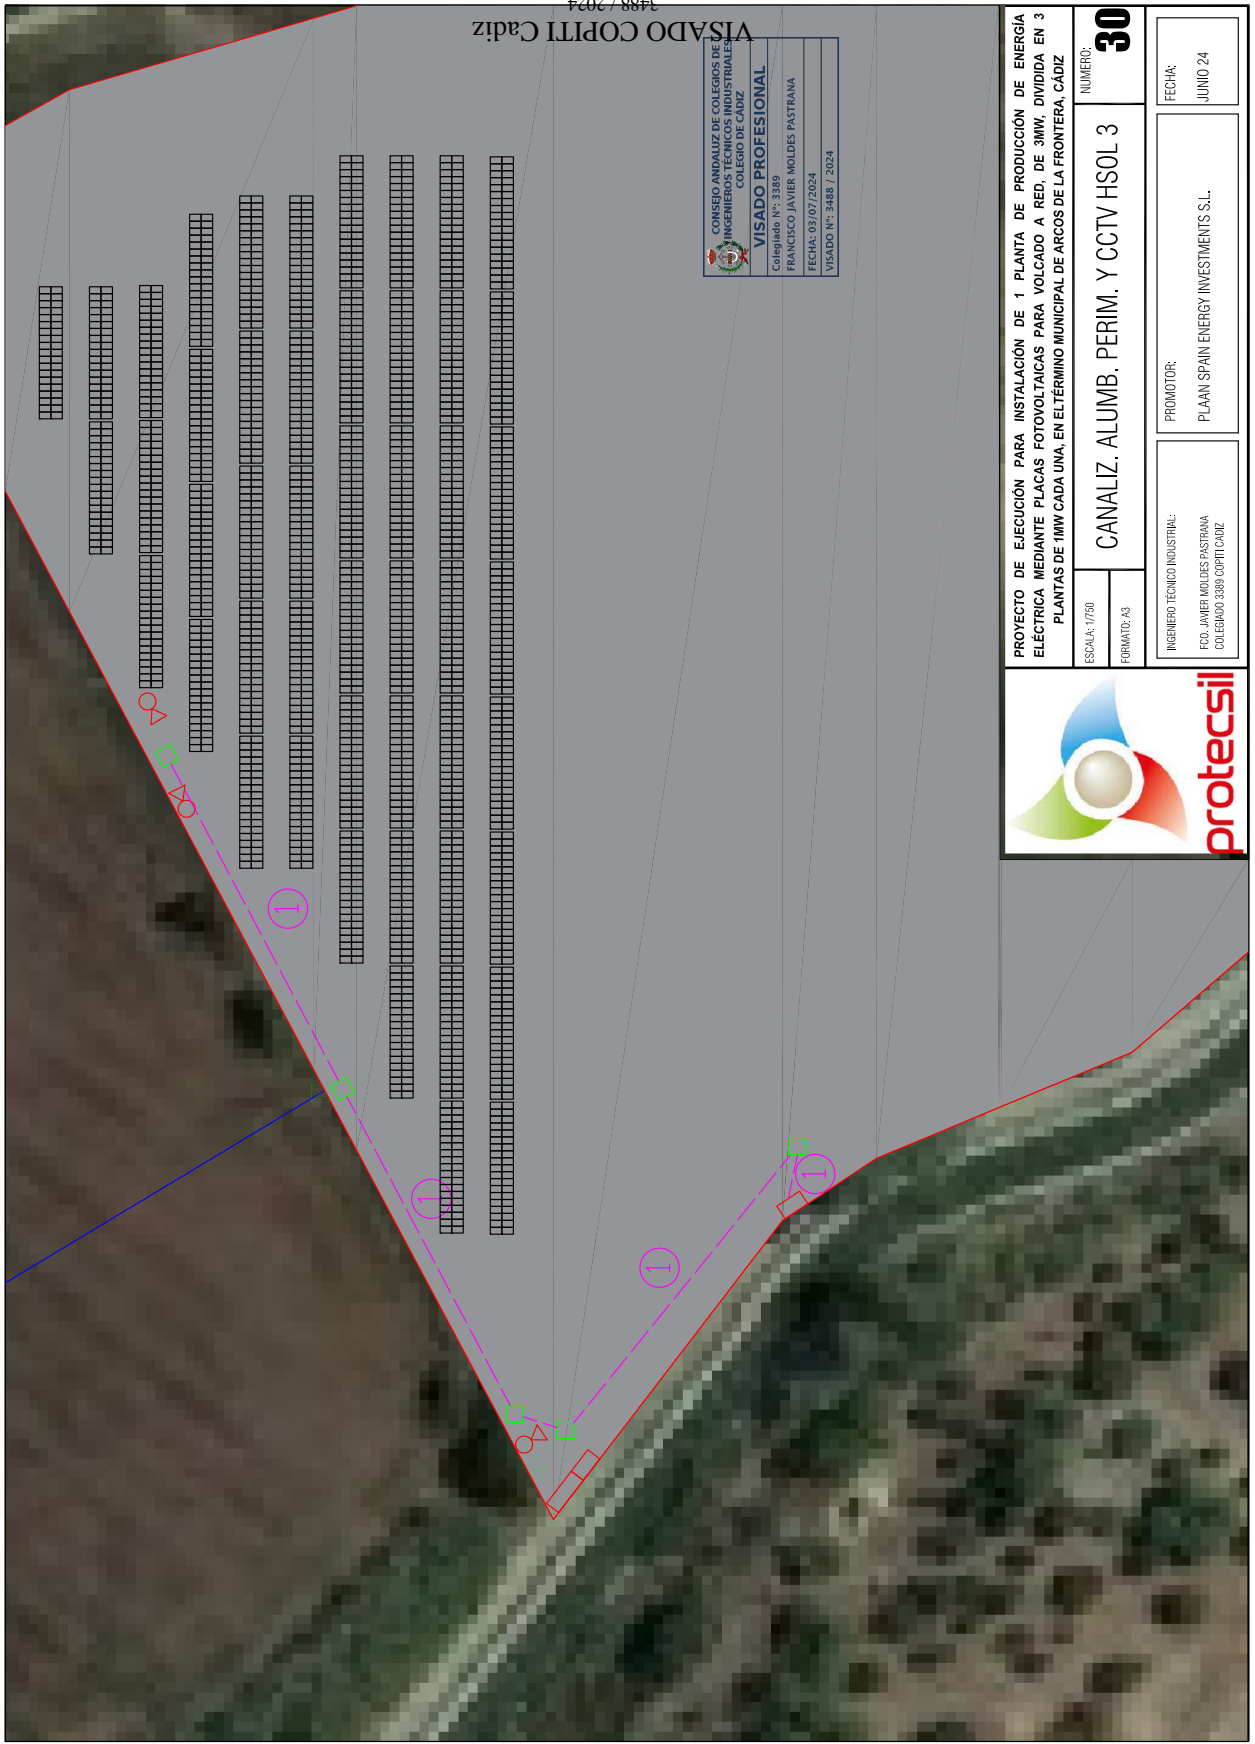 3488 / 2024
VISADO COPITI Cadiz
CONSEJO ANDALUZ DE COLEGIOS DE
INGENIEROS TÉCNICOS INDUSTRIALES
COLEGIO DE CÁDIZ
VISADO PROFESIONAL
Colegiado Nº: 3389
FRANCISCO JAVIER MOLDES PASTRANA
FECHA: 03/07/2024
VISADO Nº: 3488 / 2024
PROYECTO DE EJECUCIÓN PARA INSTALACIÓN DE 1 PLANTA DE PRODUCCIÓN DE ENERGÍA
ELÉCTRICA MEDIANTE PLACAS FOTOVOLTAICAS PARA VOLCADO A RED, DE 3MW, DIVIDIDA EN 3
PLANTAS DE 1MW CADA UNA, EN EL TÉRMINO MUNICIPAL DE ARCOS DE LA FRONTERA, CÁDIZ
ESCALA: 1/750
FORMATO: A3
CANALIZ. ALUMB. PERIM. Y CCTV HSOL 3
NUMERO:
30
INGENIERO TÉCNICO INDUSTRIAL:
FCO. JAVIER MOLDES PASTRANA
COLEGIADO 3389 COPITI CADIZ
PROMOTOR:
PLAAN SPAIN ENERGY INVESTMENTS S.L.
FECHA:
JUNIO 24
protecsil
1
1
1
1